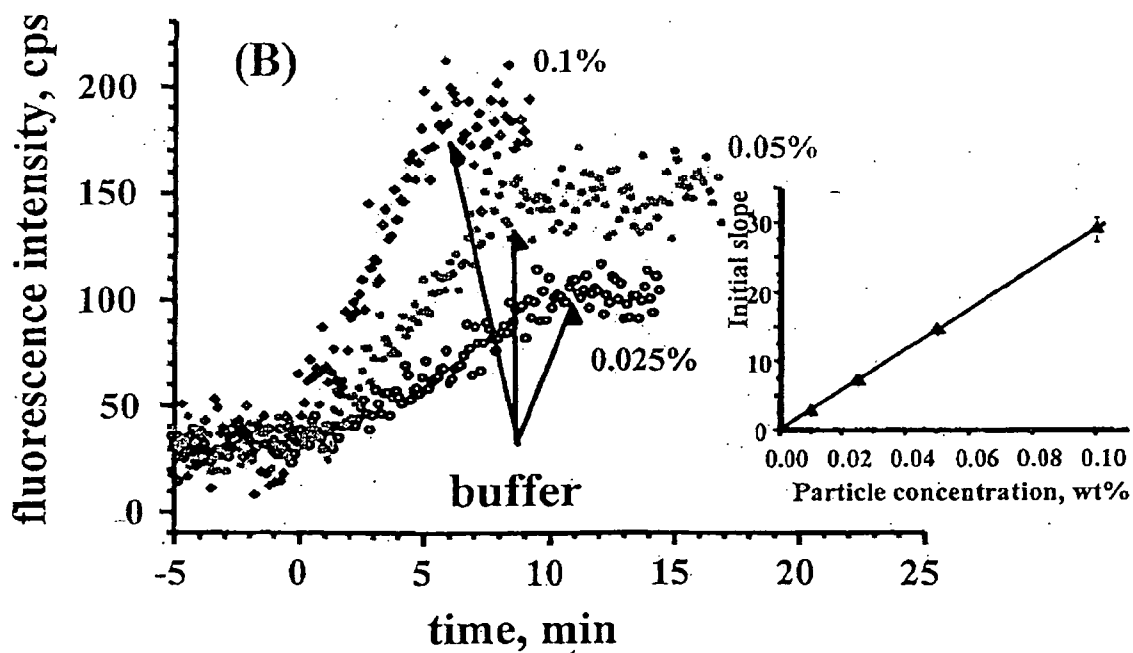 fluorescence intensity, cps
200
150
100
50
0
(B)
0.1%
0.05%
0.025%
buffer
-5 0 5 10 15 20 25
time, min
Initial slope
30
20
10
0
0.00 0.02 0.04 0.06 0.08 0.10
Particle concentration, wt%